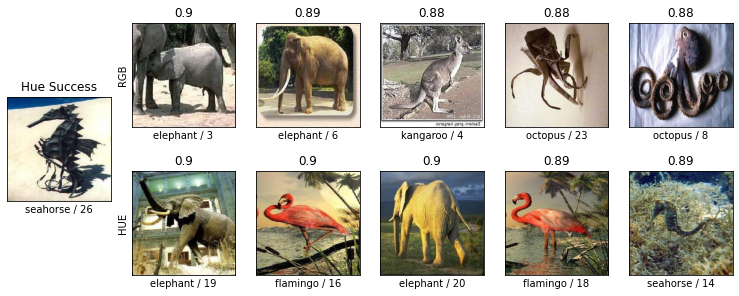 Hue Success
seahorse / 26
RGB
0.9
0.89
0.88
0.88
0.88
elephant / 3
elephant / 6
kangaroo / 4
octopus / 23
octopus / 8
HUE
0.9
0.9
0.9
0.89
0.89
elephant / 19
flamingo / 16
elephant / 20
flamingo / 18
seahorse / 14